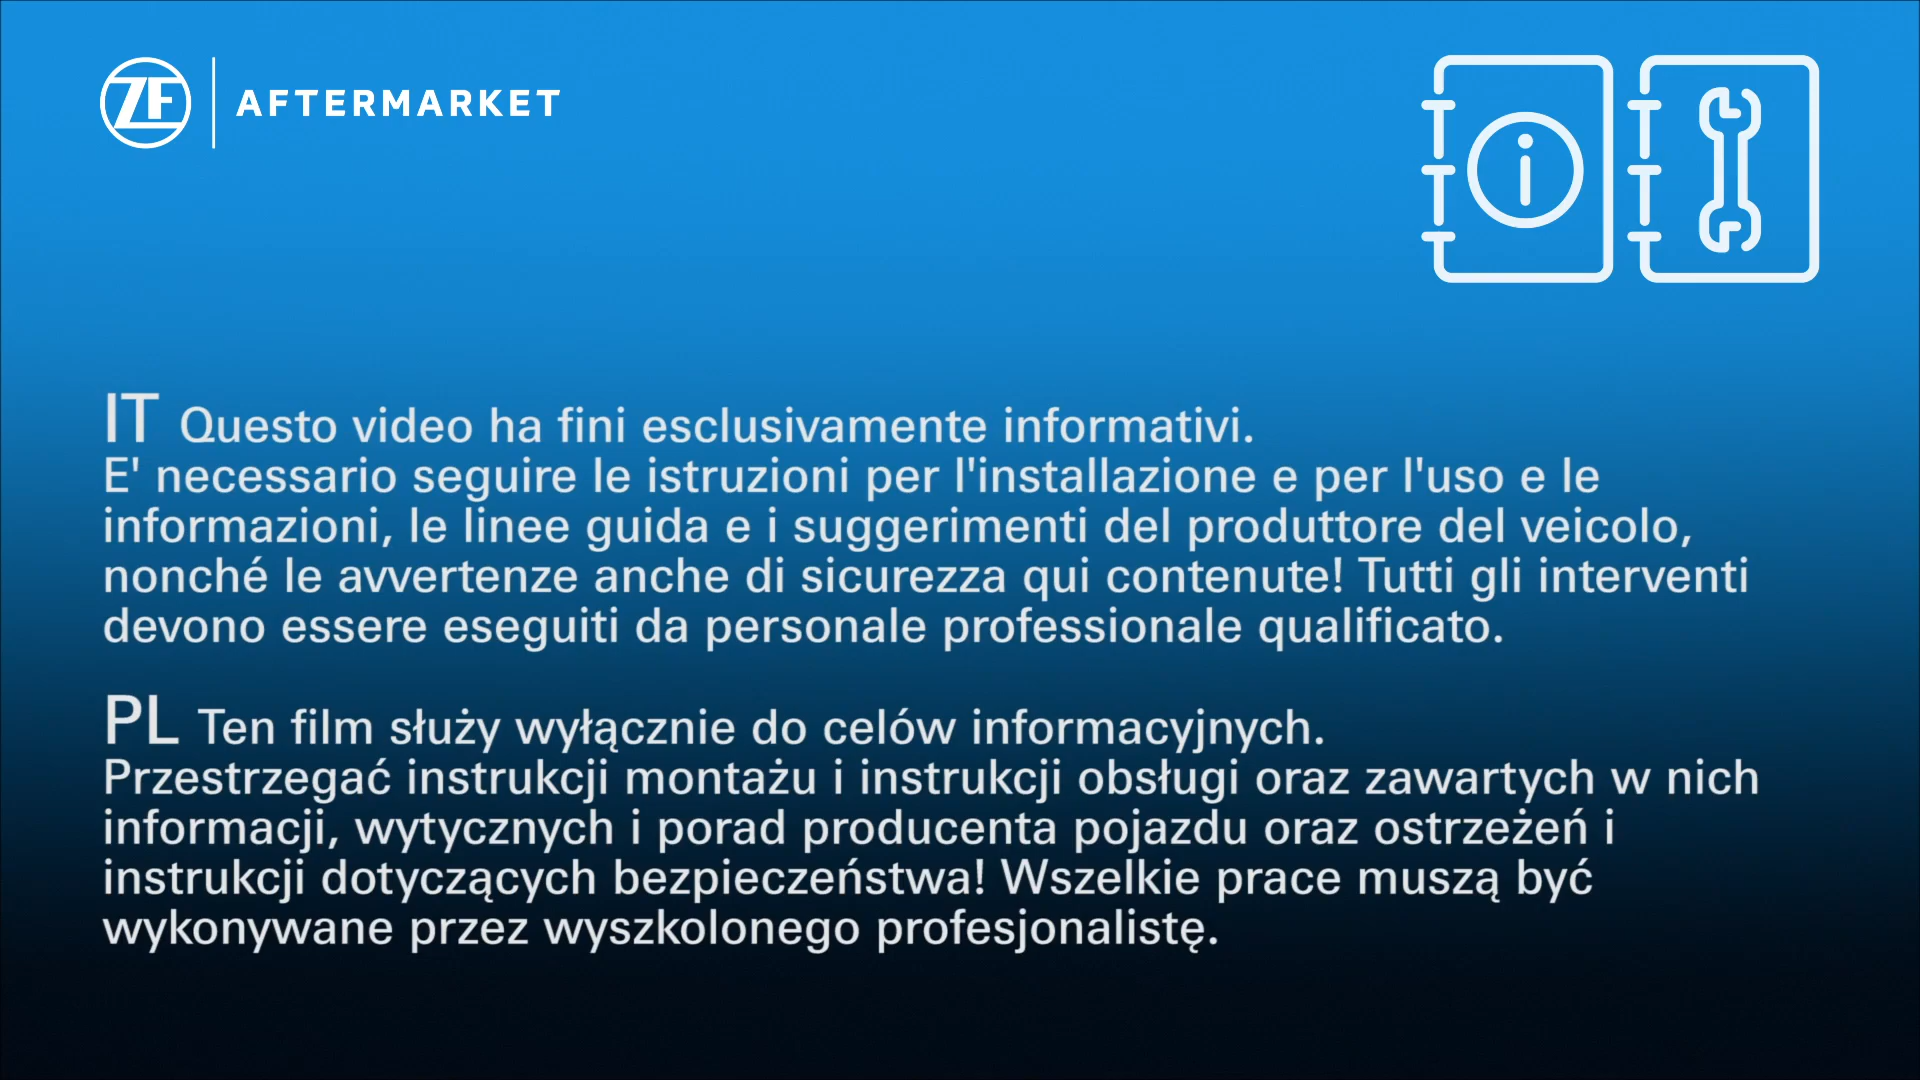 ZF AFTERMARKET
i
IT Questo video ha fini esclusivamente informativi.
E' necessario seguire le istruzioni per l'installazione e per l'uso e le
informazioni, le linee guida e i suggerimenti del produttore del veicolo,
nonché le avvertenze anche di sicurezza qui contenute! Tutti gli interventi
devono essere eseguiti da personale professionale qualificato.
PL Ten film służy wyłącznie do celów informacyjnych.
Przestrzegać instrukcji montażu i instrukcji obsługi oraz zawartych w nich
informacji, wytycznych i porad producenta pojazdu oraz ostrzeżeń i
instrukcji dotyczących bezpieczeństwa! Wszelkie prace muszą być
wykonywane przez wyszkolonego profesjonalistę.